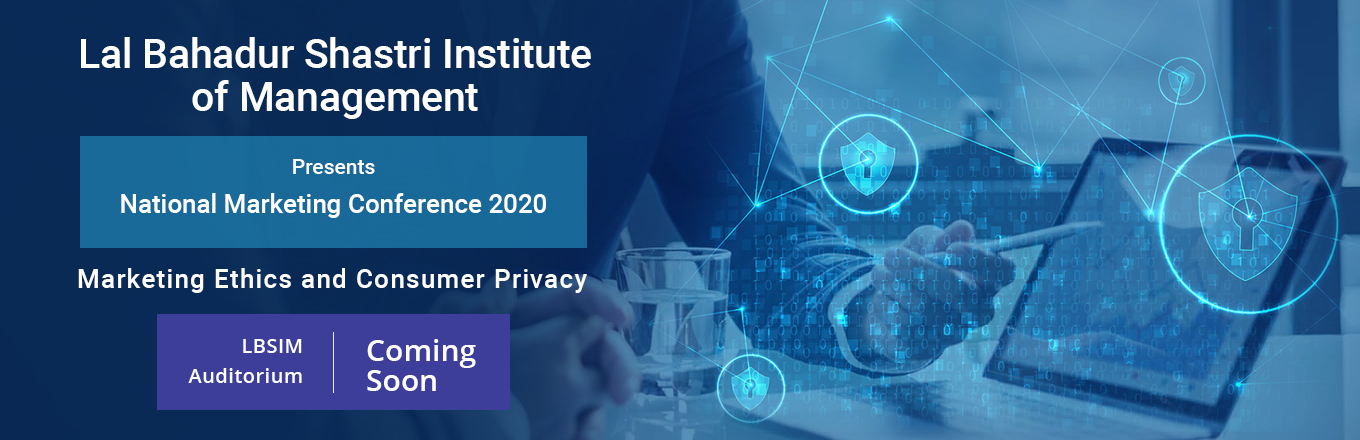 Lal Bahadur Shastri Institute
of Management
Presents
National Marketing Conference 2020
Marketing Ethics and Consumer Privacy
LBSIM
Auditorium
Coming
Soon